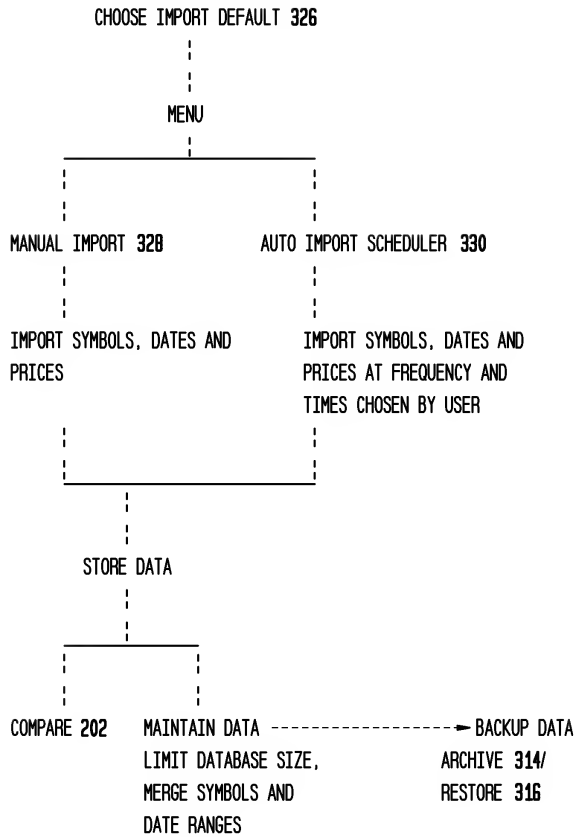 CHOOSE IMPORT DEFAULT 326
MENU
MANUAL IMPORT 328
AUTO IMPORT SCHEDULER 330
IMPORT SYMBOLS, DATES AND
PRICES
IMPORT SYMBOLS, DATES AND
PRICES AT FREQUENCY AND
TIMES CHOSEN BY USER
STORE DATA
COMPARE 202
MAINTAIN DATA
LIMIT DATABASE SIZE,
MERGE SYMBOLS AND
DATE RANGES
BACKUP DATA
ARCHIVE 314/
RESTORE 316